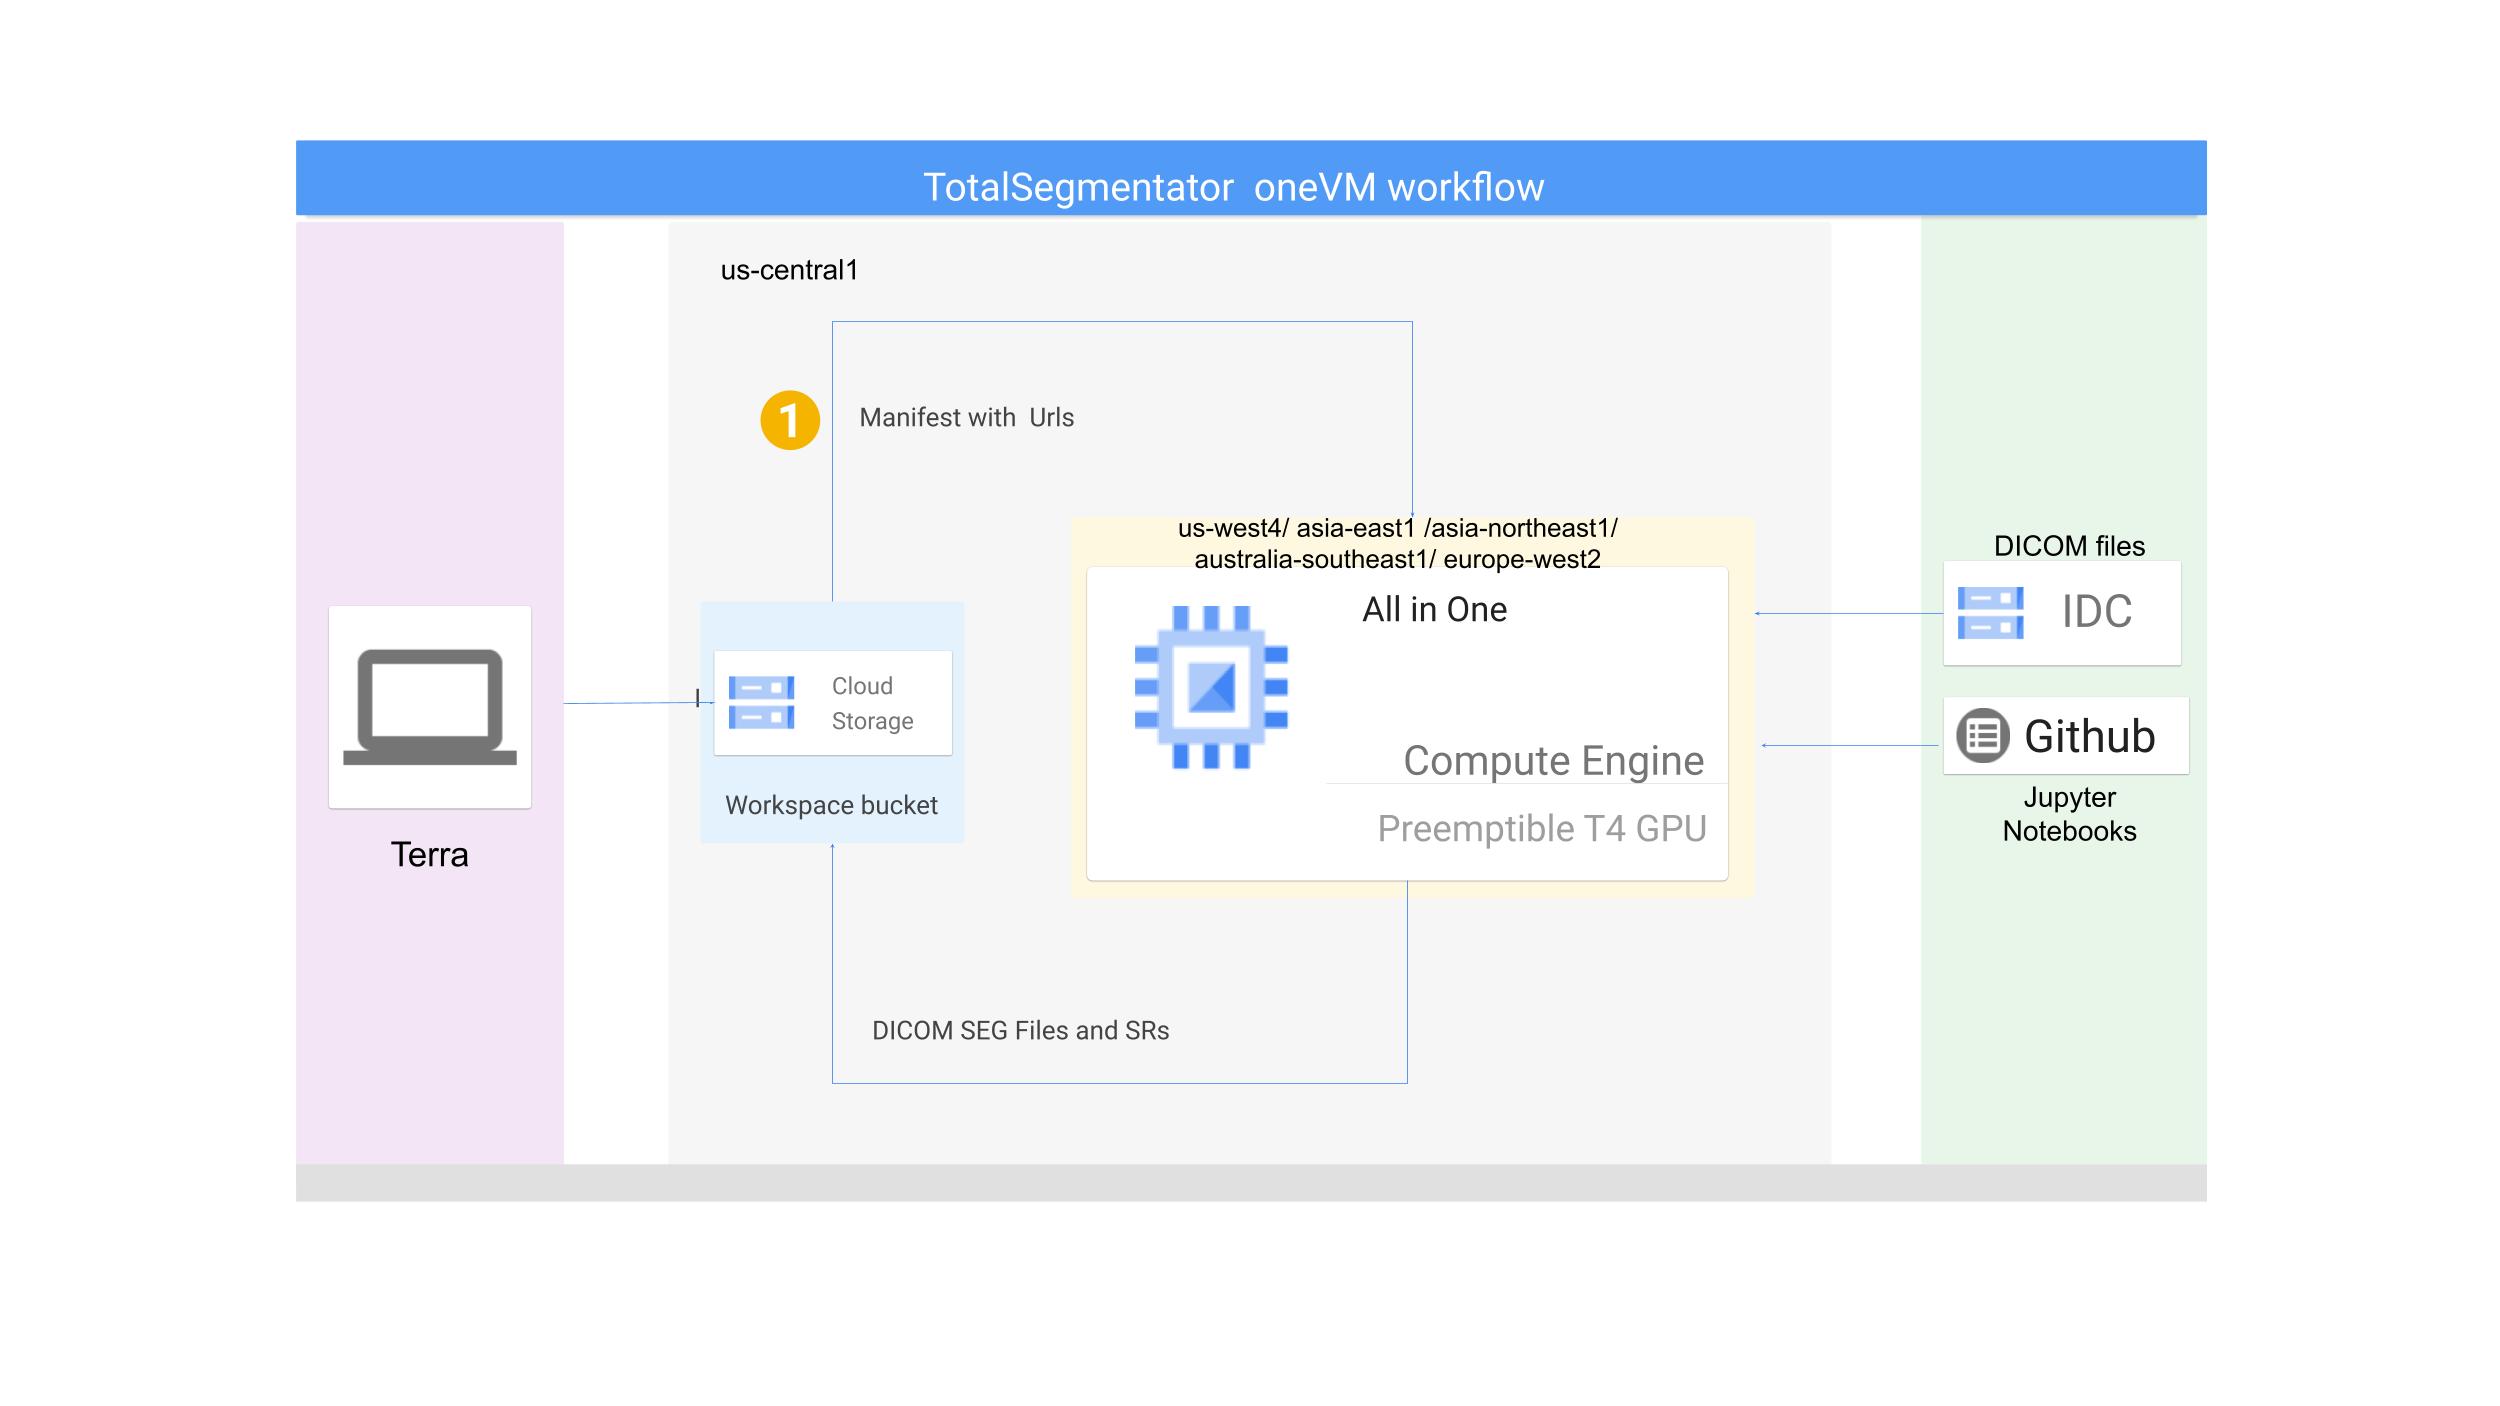 TotalSegmentator  oneVM workflow
us-central1
1
Manifest with  Urls
us-west4/ asia-east1 /asia-northeast1/
australia-southeast1/ europe-west2
All in One
Compute Engine
Preemptible T4 GPU
DICOM files
IDC
Github
Jupyter
Notebooks
Cloud
Storage
Workspace bucket
Terra
DICOM SEG Files and SRs